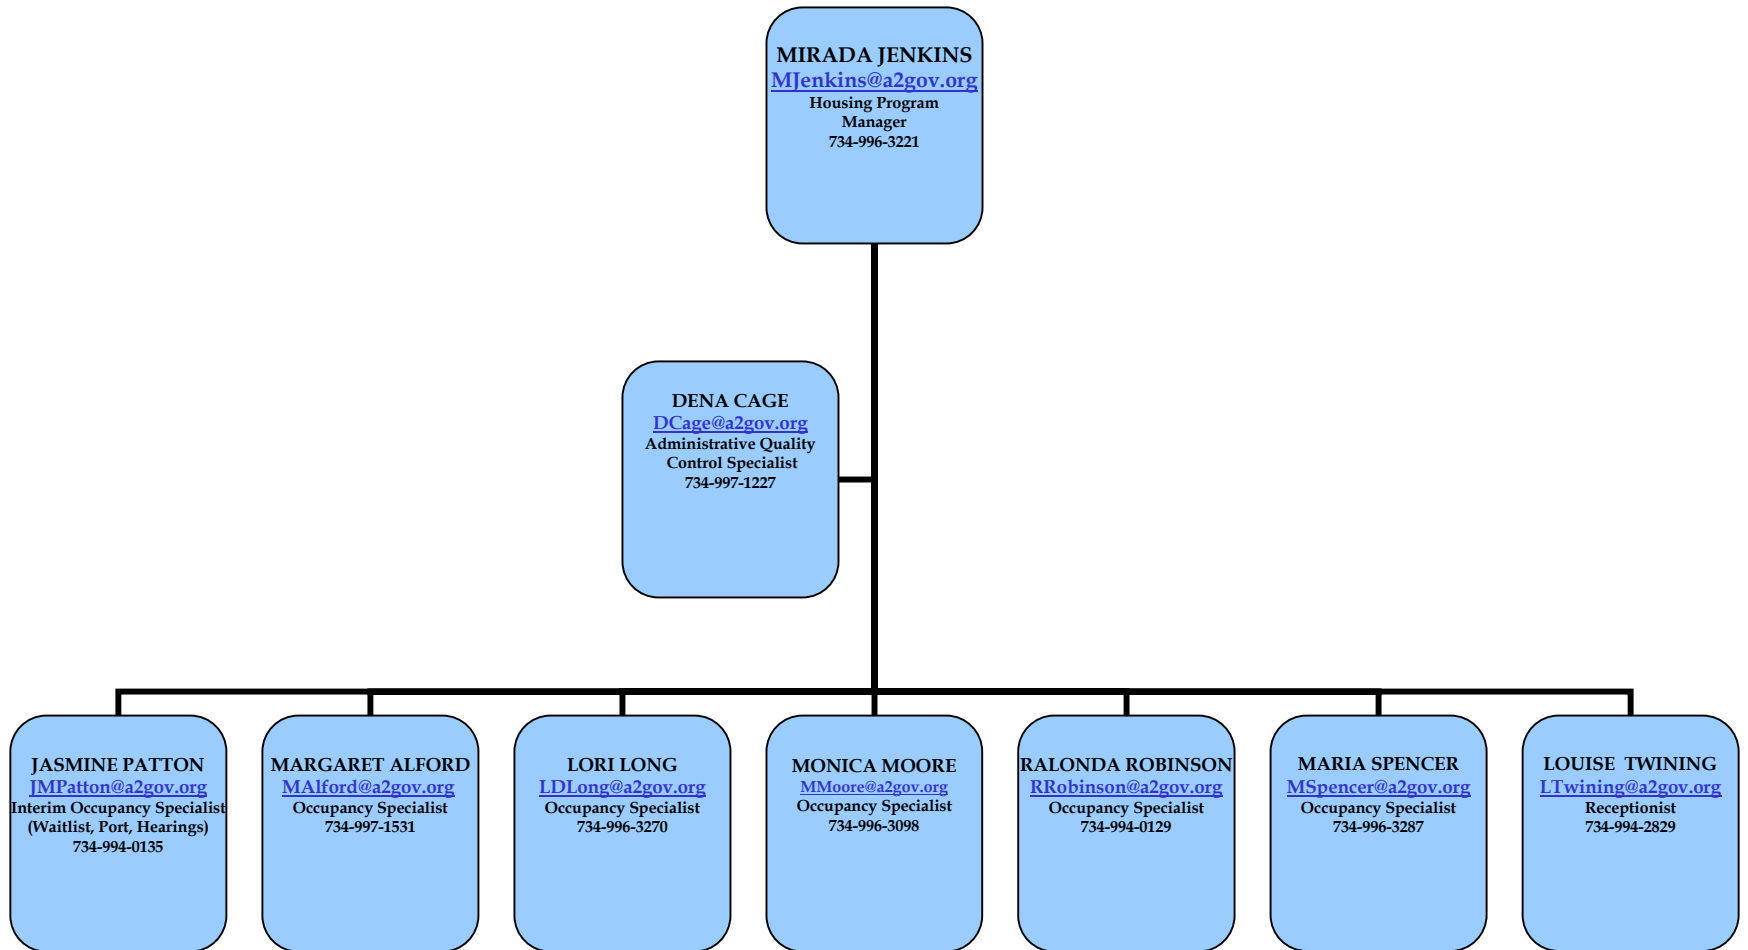 MIRADA JENKINS
MJenkins@a2gov.org
Housing Program
Manager
734-996-3221
DENA CAGE
DCage@a2gov.org
Administrative Quality
Control Specialist
734-997-1227
JASMINE PATTON
JMPatton@a2gov.org
Interim Occupancy Specialist
(Waitlist, Port, Hearings)
734-994-0135
MARGARET ALFORD
MAlford@a2gov.org
Occupancy Specialist
734-997-1531
LORI LONG
LDLong@a2gov.org
Occupancy Specialist
734-996-3270
MONICA MOORE
MMoore@a2gov.org
Occupancy Specialist
734-996-3098
RALONDA ROBINSON
RRobinson@a2gov.org
Occupancy Specialist
734-994-0129
MARIA SPENCER
MSpencer@a2gov.org
Occupancy Specialist
734-996-3287
LOUISE TWINING
LTwining@a2gov.org
Receptionist
734-994-2829